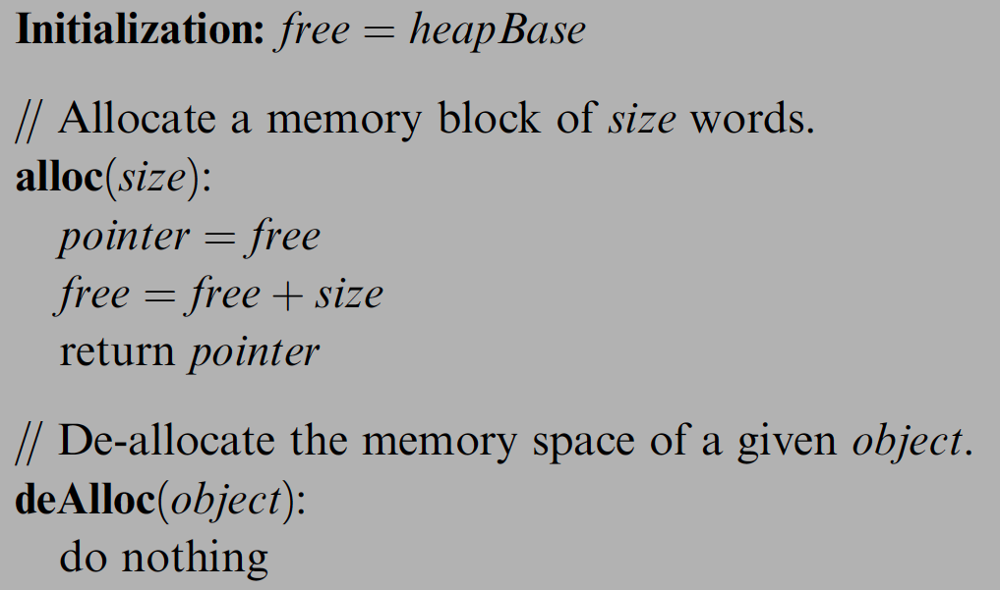 Initialization: free = heapBase
// Allocate a memory block of size words.
alloc(size):
pointer = free
free = free + size
return pointer
// De-allocate the memory space of a given object.
deAlloc(object):
do nothing